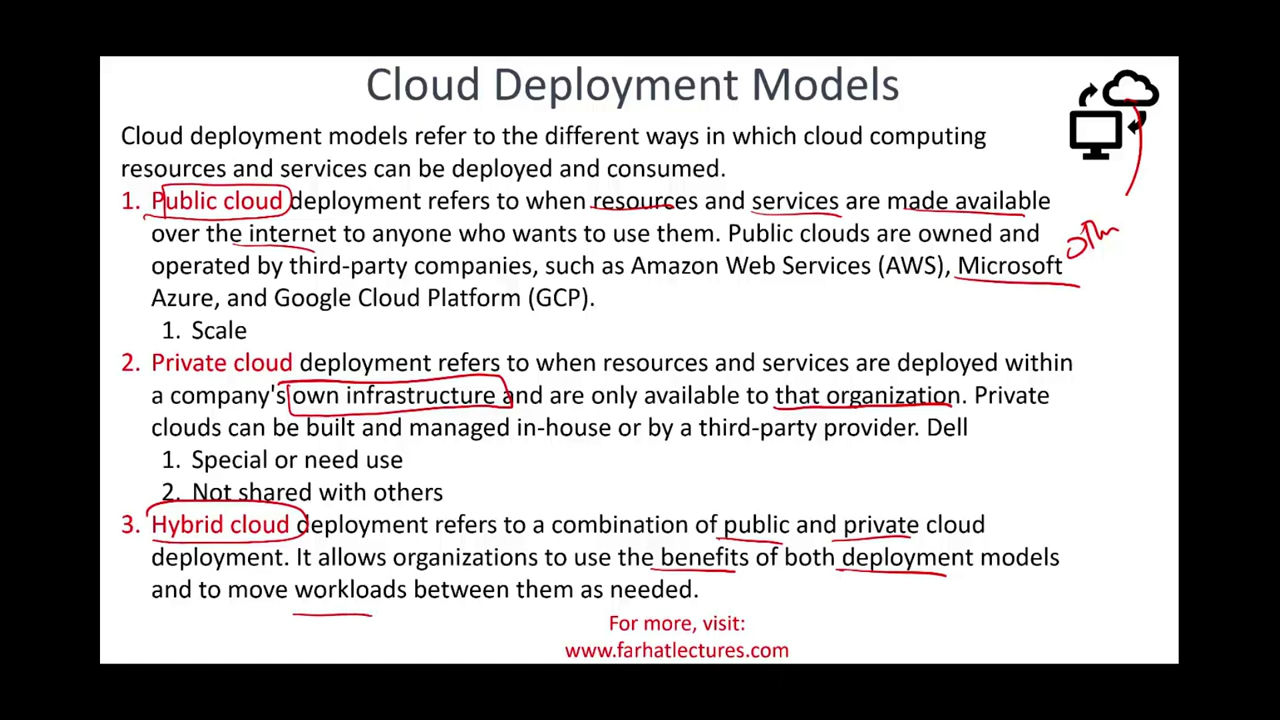 Cloud Deployment Models
Cloud deployment models refer to the different ways in which cloud computing
resources and services can be deployed and consumed.
1. Public cloud deployment refers to when resources and services are made available
over the internet to anyone who wants to use them. Public clouds are owned and
operated by third-party companies, such as Amazon Web Services (AWS), Microsoft
Azure, and Google Cloud Platform (GCP).
1. Scale
2. Private cloud deployment refers to when resources and services are deployed within
a company's own infrastructure and are only available to that organization. Private
clouds can be built and managed in-house or by a third-party provider. Dell
1. Special or need use
2. Not shared with others
3. Hybrid cloud deployment refers to a combination of public and private cloud
deployment. It allows organizations to use the benefits of both deployment models
and to move workloads between them as needed.
For more, visit:
www.farhatlectures.com